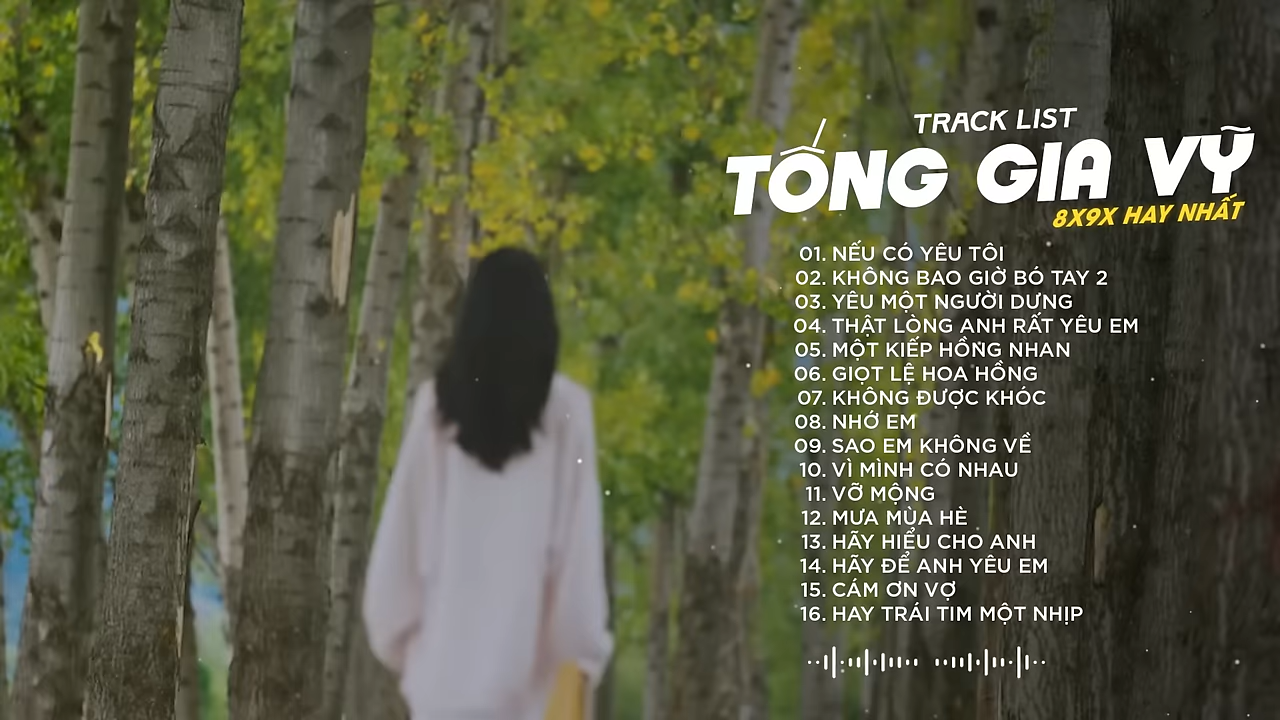 TRACK LIST
TỐNG GIA VỸ
8X9X HAY NHẤT
01. NẾU CÓ YÊU TÔI
02. KHÔNG BAO GIỜ BÓ TAY 2
03. YÊU MỘT NGƯỜI DƯNG
04. THẬT LÒNG ANH RẤT YÊU EM
05. MỘT KIẾP HỒNG NHAN
06. GIỌT LỆ HOA HỒNG
07. KHÔNG ĐƯỢC KHÓC
08. NHỚ EM
09. SAO EM KHÔNG VỀ
10. VÌ MÌNH CÓ NHAU
11. VỠ MỘNG
12. MƯA MÙA HÈ
13. HÃY HIỂU CHO ANH
14. HÃY ĐỂ ANH YÊU EM
15. CÁM ƠN VỢ
16. HAY TRÁI TIM MỘT NHỊP